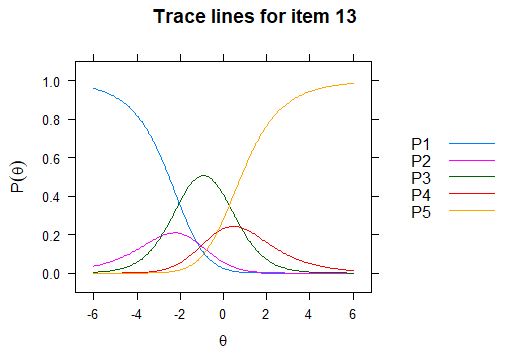 Trace lines for item 13
P(θ)
1.0
0.8
0.6
0.4
0.2
0.0
-6 -4 -2 0 2 4 6
θ
P1
P2
P3
P4
P5